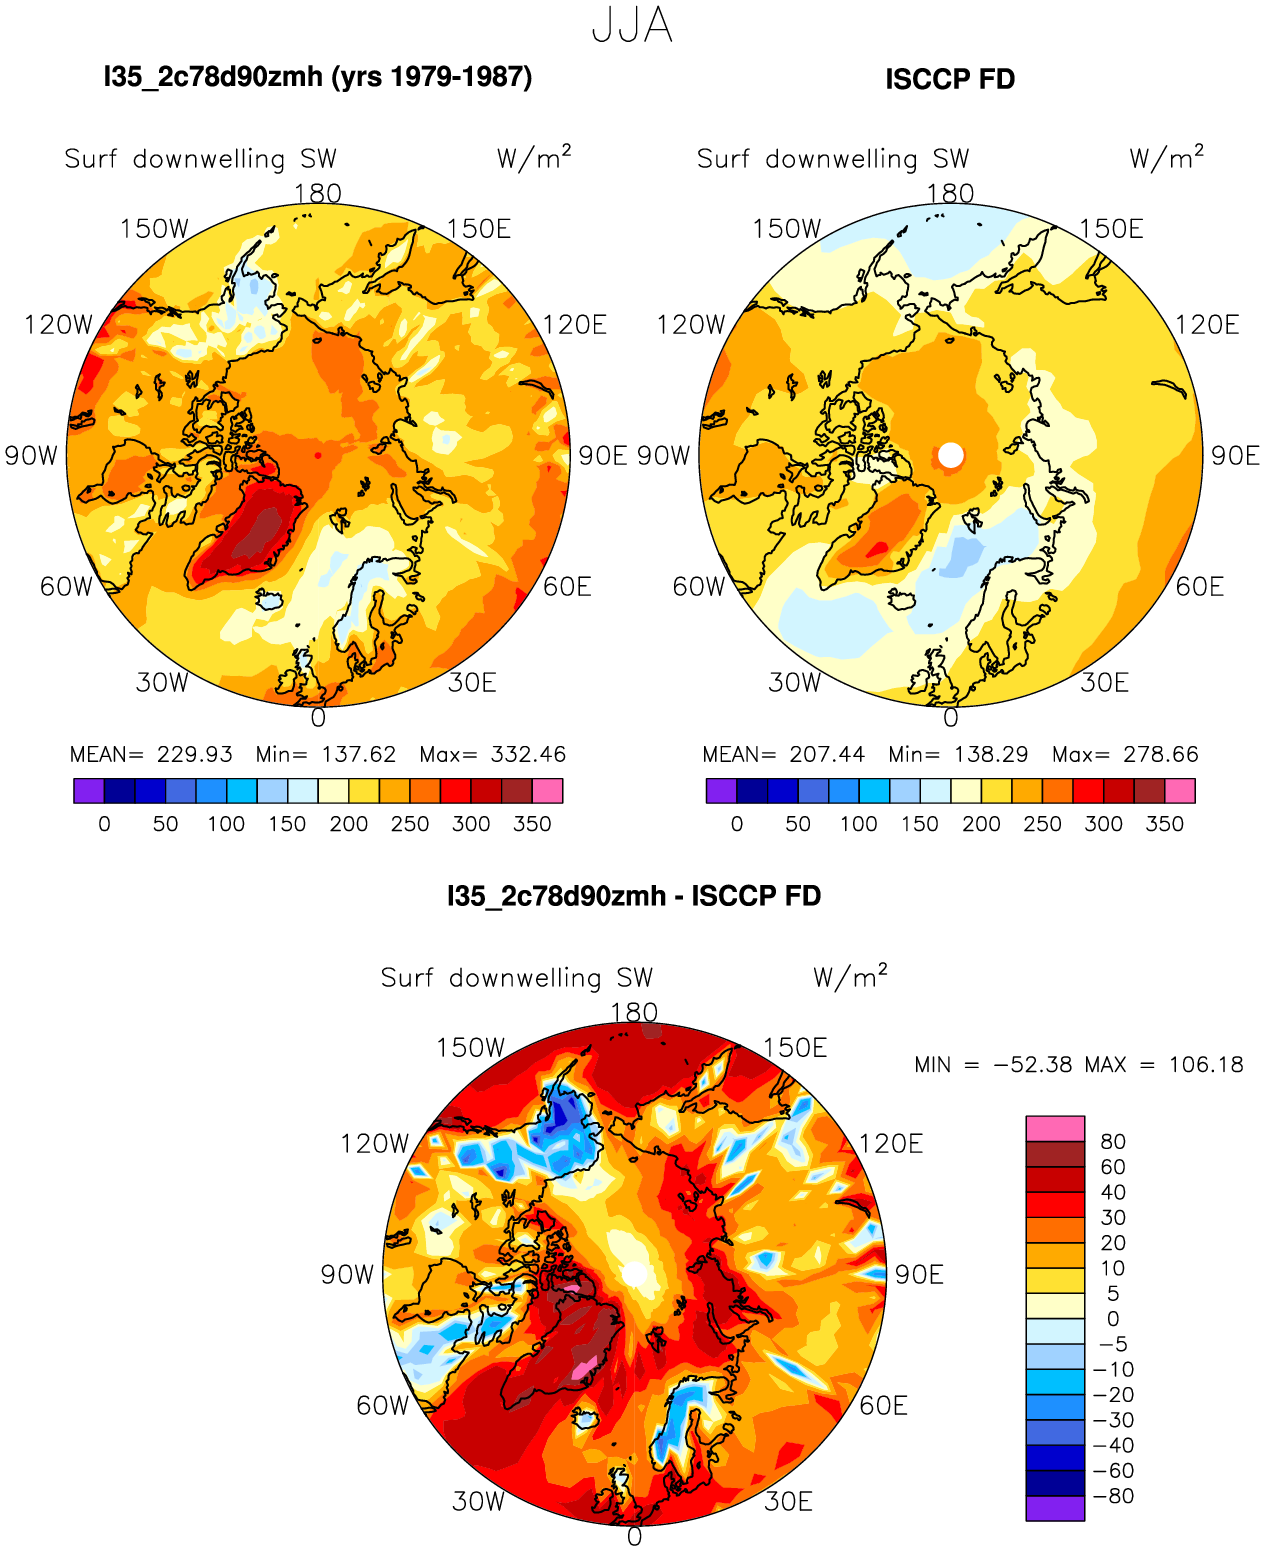 JJA
I35_2c78d90zmh (yrs 1979-1987)
ISCCP FD
Surf downwelling SW W/m²
Surf downwelling SW W/m²
180
180
150W 150E
150W 150E
120W 120E
120W 120E
90W 90E
90W 90E
60W 60E
60W 60E
30W 30E
30W 30E
0
0
MEAN= 229.93 Min= 137.62 Max= 332.46
MEAN= 207.44 Min= 138.29 Max= 278.66
0 50 100 150 200 250 300 350
0 50 100 150 200 250 300 350
I35_2c78d90zmh - ISCCP FD
Surf downwelling SW W/m²
180
150W 150E
MIN = −52.38 MAX = 106.18
120W 120E
90W 90E
60W 60E
30W 30E
0
80
60
40
30
20
10
5
0
−5
−10
−20
−30
−40
−60
−80